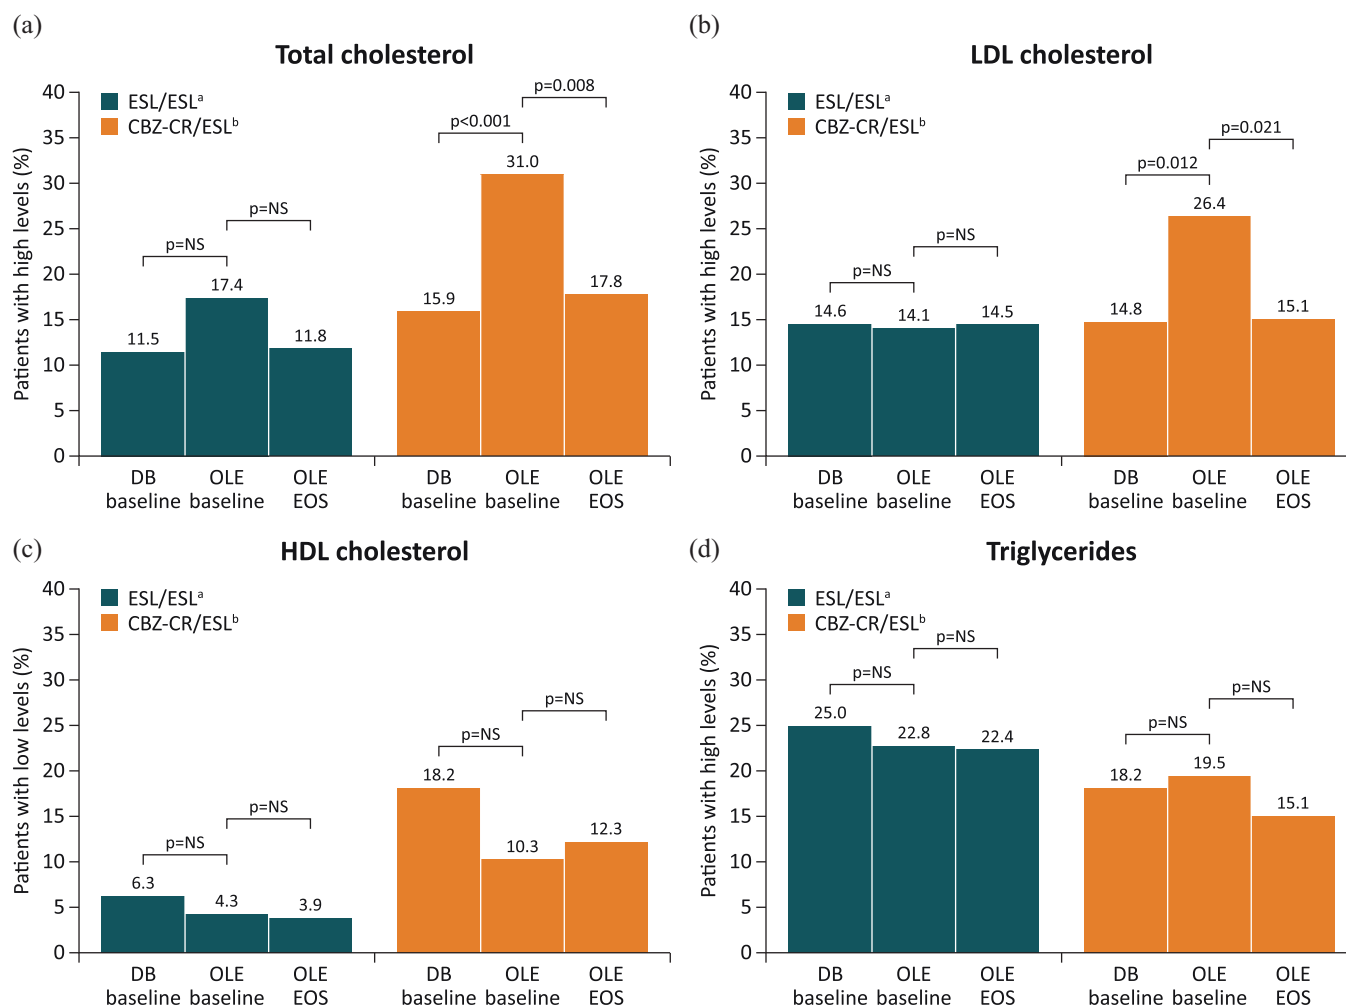 (a)
Total cholesterol
Patients with high levels (%)
40
35
30
25
20
15
10
5
0
ESL/ESLa
CBZ-CR/ESLb
p=NS
p=NS
p<0.001
p=0.008
11.5
17.4
11.8
15.9
31.0
17.8
DB baseline
OLE baseline
OLE EOS
DB baseline
OLE baseline
OLE EOS
(b)
LDL cholesterol
Patients with high levels (%)
40
35
30
25
20
15
10
5
0
ESL/ESLa
CBZ-CR/ESLb
p=NS
p=NS
p=0.012
p=0.021
14.6
14.1
14.5
14.8
26.4
15.1
DB baseline
OLE baseline
OLE EOS
DB baseline
OLE baseline
OLE EOS
(c)
HDL cholesterol
Patients with low levels (%)
40
35
30
25
20
15
10
5
0
ESL/ESLa
CBZ-CR/ESLb
p=NS
p=NS
p=NS
p=NS
6.3
4.3
3.9
18.2
10.3
12.3
DB baseline
OLE baseline
OLE EOS
DB baseline
OLE baseline
OLE EOS
(d)
Triglycerides
Patients with high levels (%)
40
35
30
25
20
15
10
5
0
ESL/ESLa
CBZ-CR/ESLb
p=NS
p=NS
p=NS
p=NS
25.0
22.8
22.4
18.2
19.5
15.1
DB baseline
OLE baseline
OLE EOS
DB baseline
OLE baseline
OLE EOS